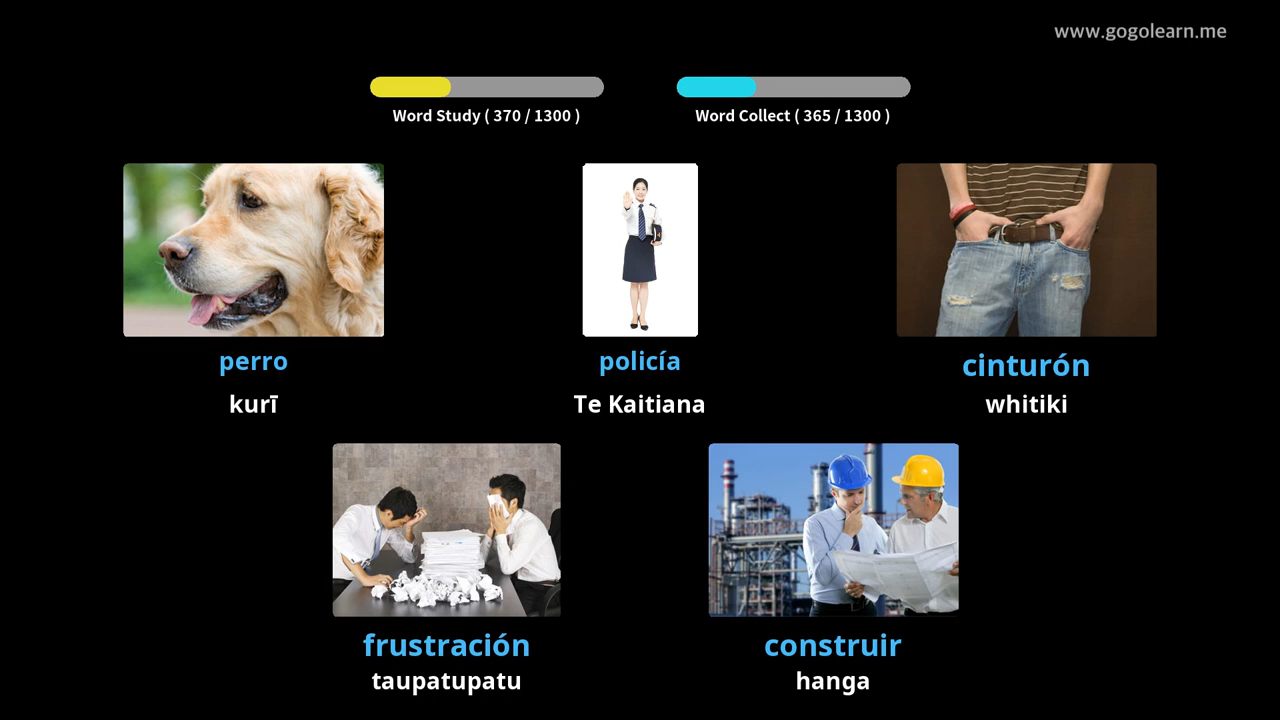 www.gogolearn.me
Word Study ( 370 / 1300 )
Word Collect ( 365 / 1300 )
perro
policía
cinturón
kurī
Te Kaitiana
whitiki
frustración
construir
taupatupatu
hanga